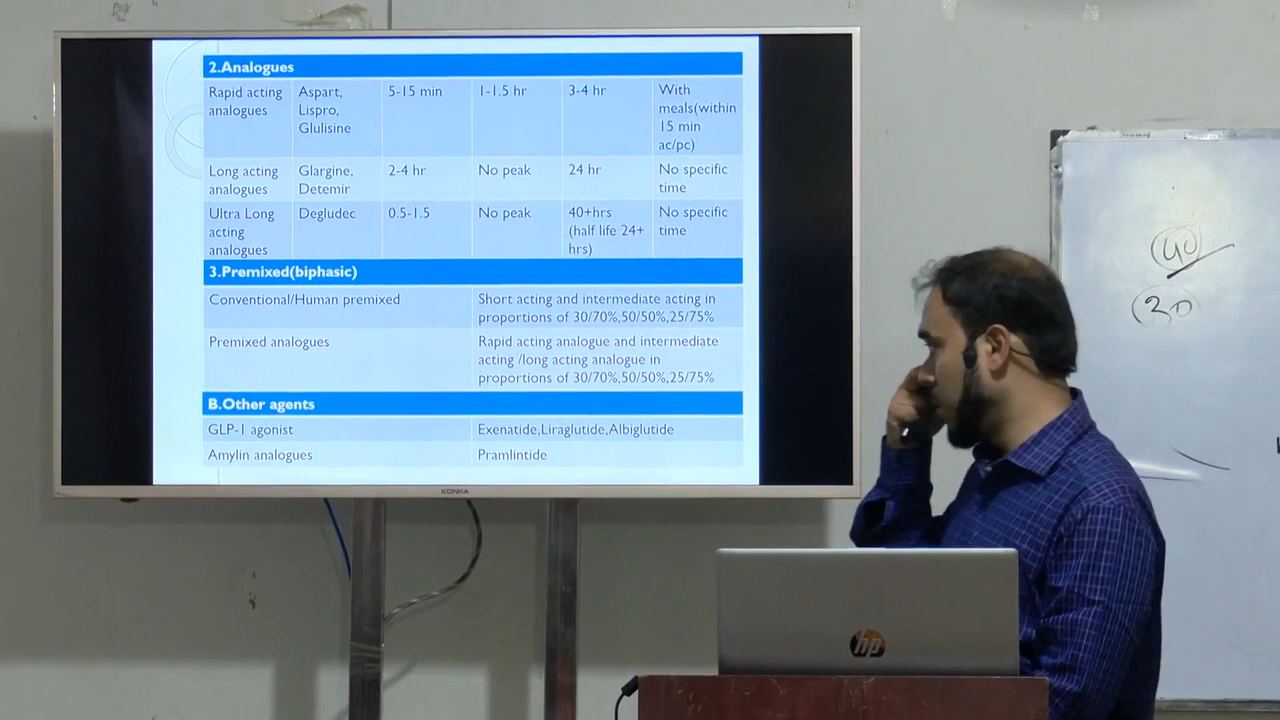 2.Analogues
Rapid acting analogues Aspart, Lispro, Glulisine 5-15 min 1-1.5 hr 3-4 hr With meals(within 15 min ac/pc)
Long acting analogues Glargine, Detemir 2-4 hr No peak 24 hr No specific time
Ultra Long acting analogues Degludec 0.5-1.5 No peak 40+hrs (half life 24+ hrs) No specific time
3.Premixed(biphasic)
Conventional/Human premixed Short acting and intermediate acting in proportions of 30/70%,50/50%,25/75%
Premixed analogues Rapid acting analogue and intermediate acting /long acting analogue in proportions of 30/70%,50/50%,25/75%
B.Other agents
GLP-1 agonist Exenatide,Liraglutide,Albiglutide
Amylin analogues Pramlintide
KONKA
40
30
hp